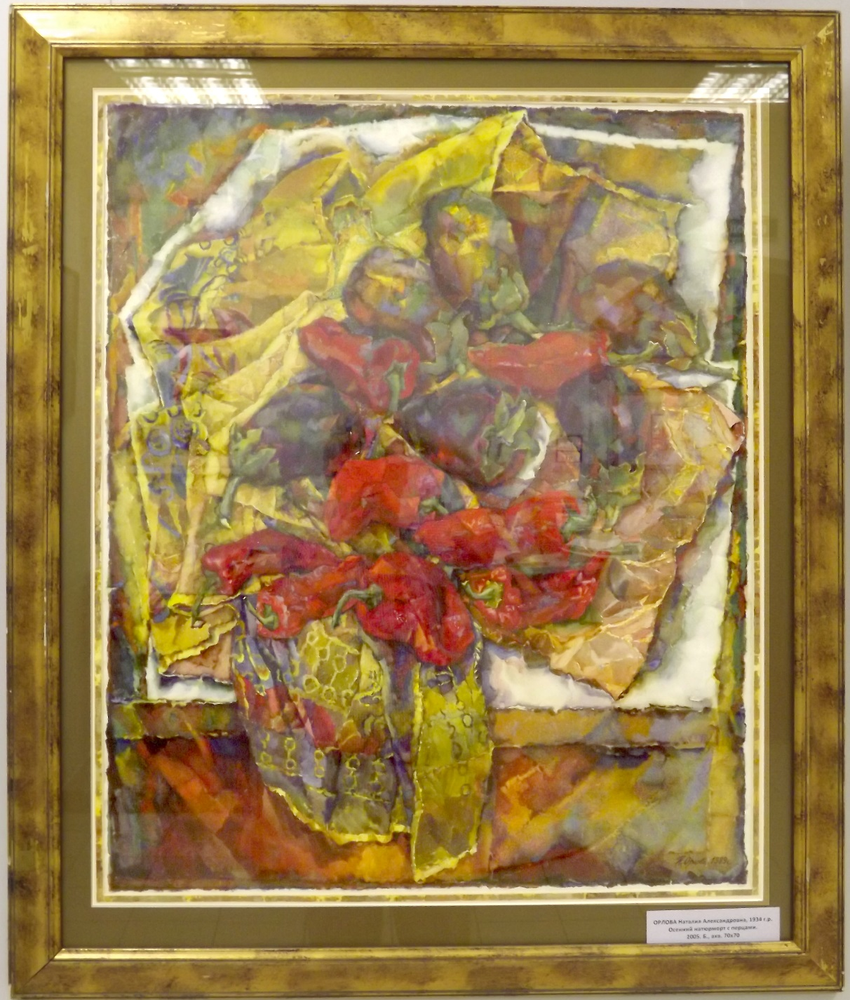 ОРЛОВА Наталия Александровна, 1934 г.р.
Осенний натюрморт с перцами.
2005. Б., акв. 70х70